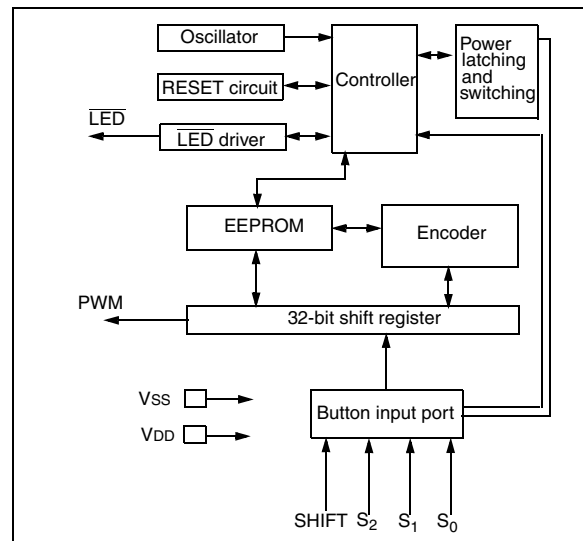 Oscillator
Controller
Power
latching
and
switching
RESET circuit
LED
LED driver
EEPROM
Encoder
PWM
32-bit shift register
VSS
VDD
Button input port
SHIFT S2 S1 S0